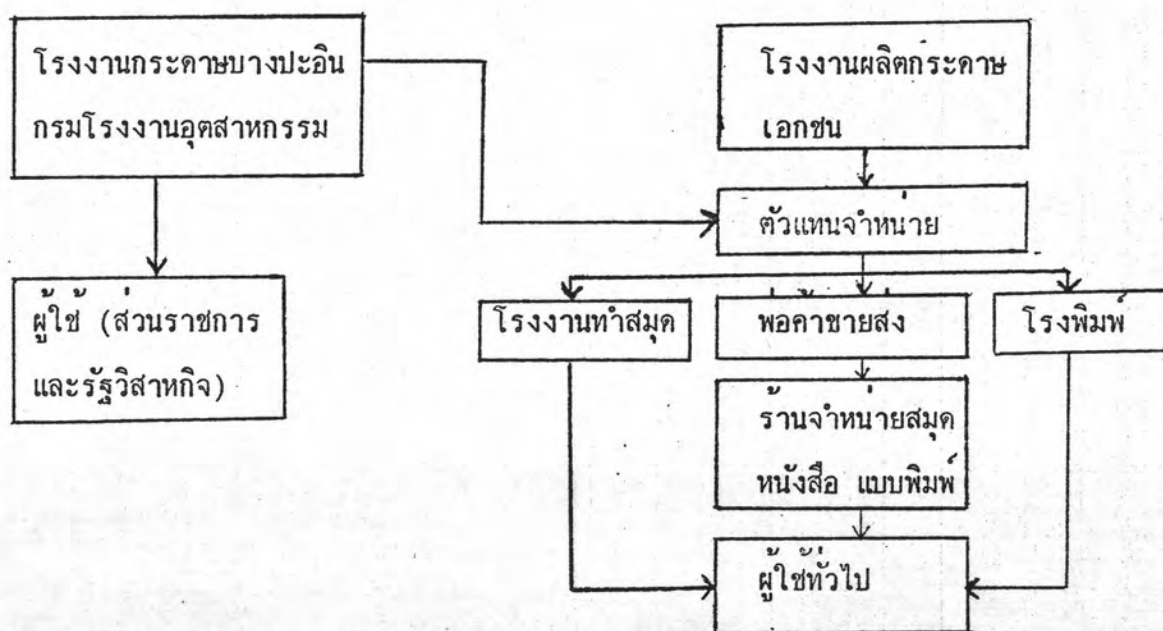 โรงงานกระดาษบางปะอิน
กรมโรงงานอุตสาหกรรม
โรงงานผลิตกระดาษ
เอกชน
ตัวแทนจำหน่าย
ผู้ใช้ (ส่วนราชการ
และรัฐวิสาหกิจ)
โรงงานทำสมุด
พ่อค้าขายส่ง
โรงพิมพ์
ร้านจำหน่ายสมุด
หนังสือ แบบพิมพ์
ผู้ใช้ทั่วไป